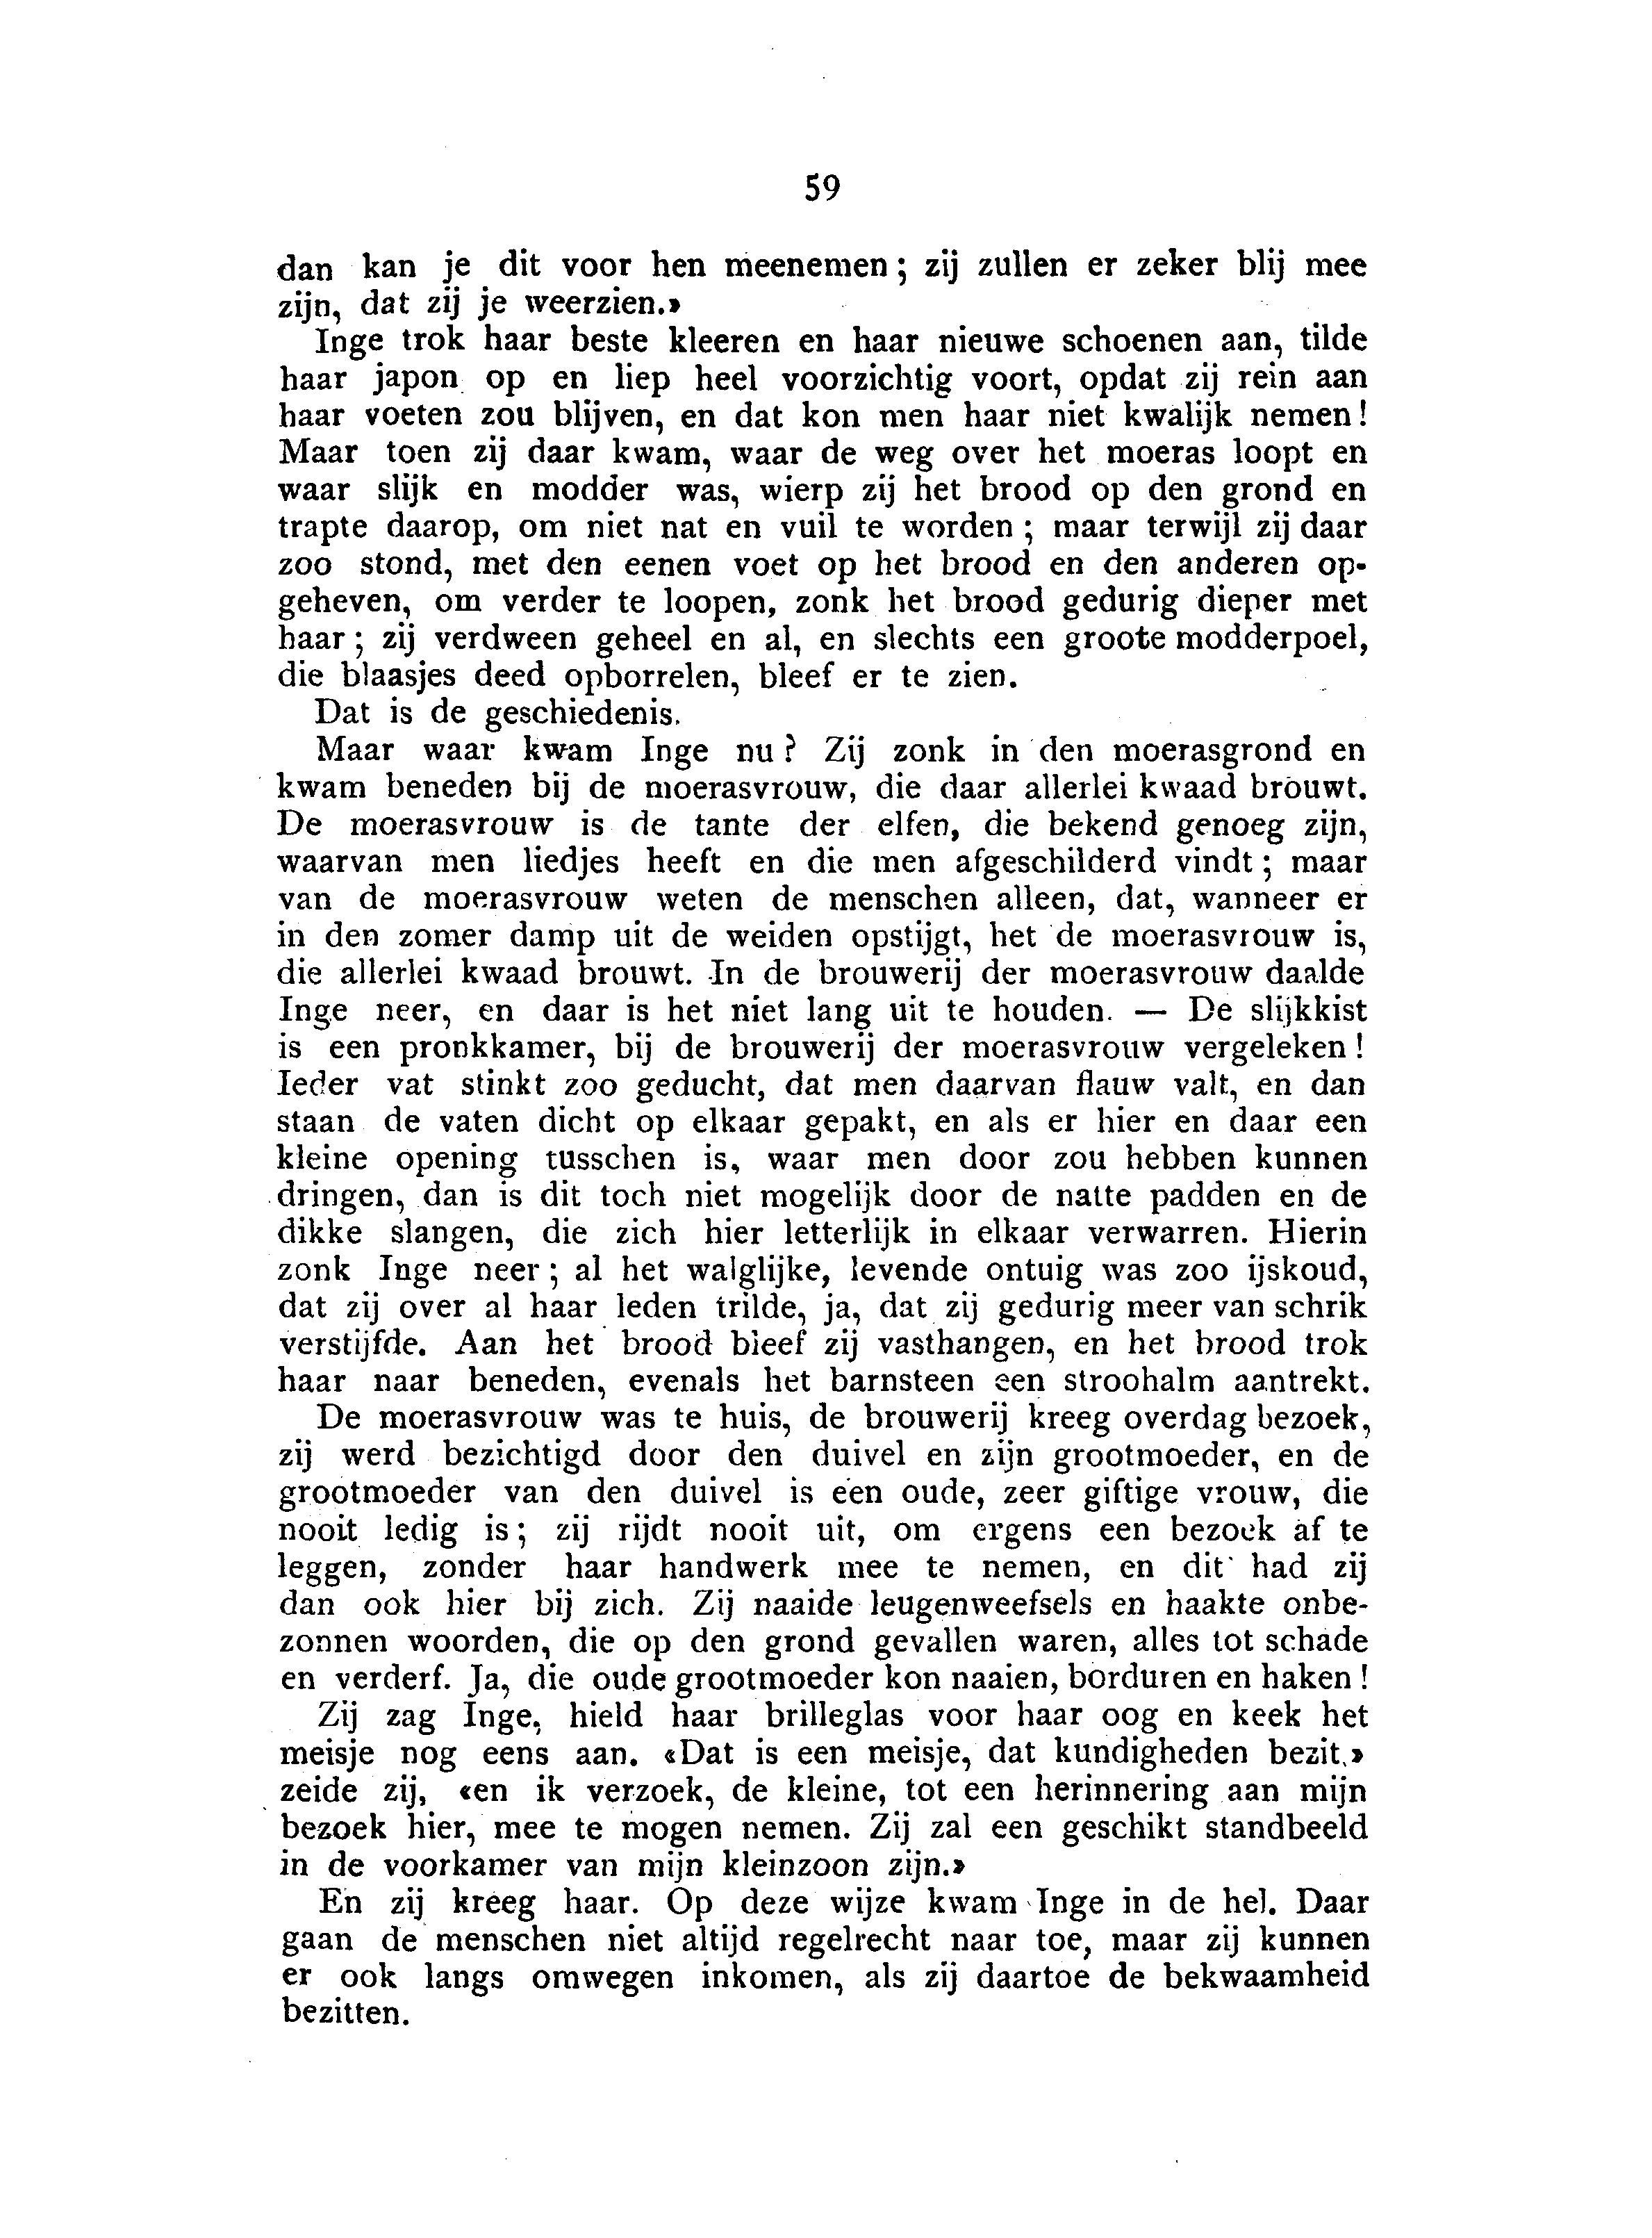 59
dan kan je dit voor hen meenemen; zij zullen er zeker blij mee
zijn, dat zij je weerzien.»
Inge trok haar beste kleeren en haar nieuwe schoenen aan, tilde
haar japon op en liep heel voorzichtig voort, opdat zij rein aan
haar voeten zou blijven, en dat kon men haar niet kwalijk nemen!
Maar toen zij daar kwam, waar de weg over het moeras loopt en
waar slijk en modder was, wierp zij het brood op den grond en
trapte daarop, om niet nat en vuil te worden; maar terwijl zij daar
zoo stond, met den eenen voet op het brood en den anderen op-
geheven, om verder te loopen, zonk het brood gedurig dieper met
haar; zij verdween geheel en al, en slechts een groote modderpoel,
die blaasjes deed opborrelen, bleef er te zien.
Dat is de geschiedenis.
Maar waar kwam Inge nu? Zij zonk in den moerasgrond en
kwam beneden bij de moerasvrouw, die daar allerlei kwaad brouwt.
De moerasvrouw is de tante der elfen, die bekend genoeg zijn,
waarvan men liedjes heeft en die men afgeschilderd vindt; maar
van de moerasvrouw weten de menschen alleen, dat, wanneer er
in den zomer damp uit de weiden opstijgt, het de moerasvrouw is,
die allerlei kwaad brouwt. In de brouwerij der moerasvrouw daalde
Inge neer, en daar is het niet lang uit te houden. — De slijkkist
is een pronkkamer, bij de brouwerij der moerasvrouw vergeleken!
Ieder vat stinkt zoo geducht, dat men daarvan flauw valt, en dan
staan de vaten dicht op elkaar gepakt, en als er hier en daar een
kleine opening tusschen is, waar men door zou hebben kunnen
dringen, dan is dit toch niet mogelijk door de natte padden en de
dikke slangen, die zich hier letterlijk in elkaar verwarren. Hierin
zonk Inge neer; al het walglijke, levende ontuig was zoo ijskoud,
dat zij over al haar leden trilde, ja, dat zij gedurig meer van schrik
verstijfde. Aan het brood bleef zij vasthangen, en het brood trok
haar naar beneden, evenals het barnsteen een stroohalm aantrekt.
De moerasvrouw was te huis, de brouwerij kreeg overdag bezoek,
zij werd bezichtigd door den duivel en zijn grootmoeder, en de
grootmoeder van den duivel is een oude, zeer giftige vrouw, die
nooit ledig is; zij rijdt nooit uit, om ergens een bezoek af te
leggen, zonder haar handwerk mee te nemen, en dit had zij
dan ook hier bij zich. Zij naaide leugenweefsels en haakte onbe-
zonnen woorden, die op den grond gevallen waren, alles tot schade
en verderf. Ja, die oude grootmoeder kon naaien, borduren en haken!
Zij zag Inge, hield haar brilleglas voor haar oog en keek het
meisje nog eens aan. «Dat is een meisje, dat kundigheden bezit,»
zeide zij, «en ik verzoek, de kleine, tot een herinnering aan mijn
bezoek hier, mee te mogen nemen. Zij zal een geschikt standbeeld
in de voorkamer van mijn kleinzoon zijn.»
En zij kreeg haar. Op deze wijze kwam Inge in de hel. Daar
gaan de menschen niet altijd regelrecht naar toe, maar zij kunnen
er ook langs omwegen inkomen, als zij daartoe de bekwaamheid
bezitten.